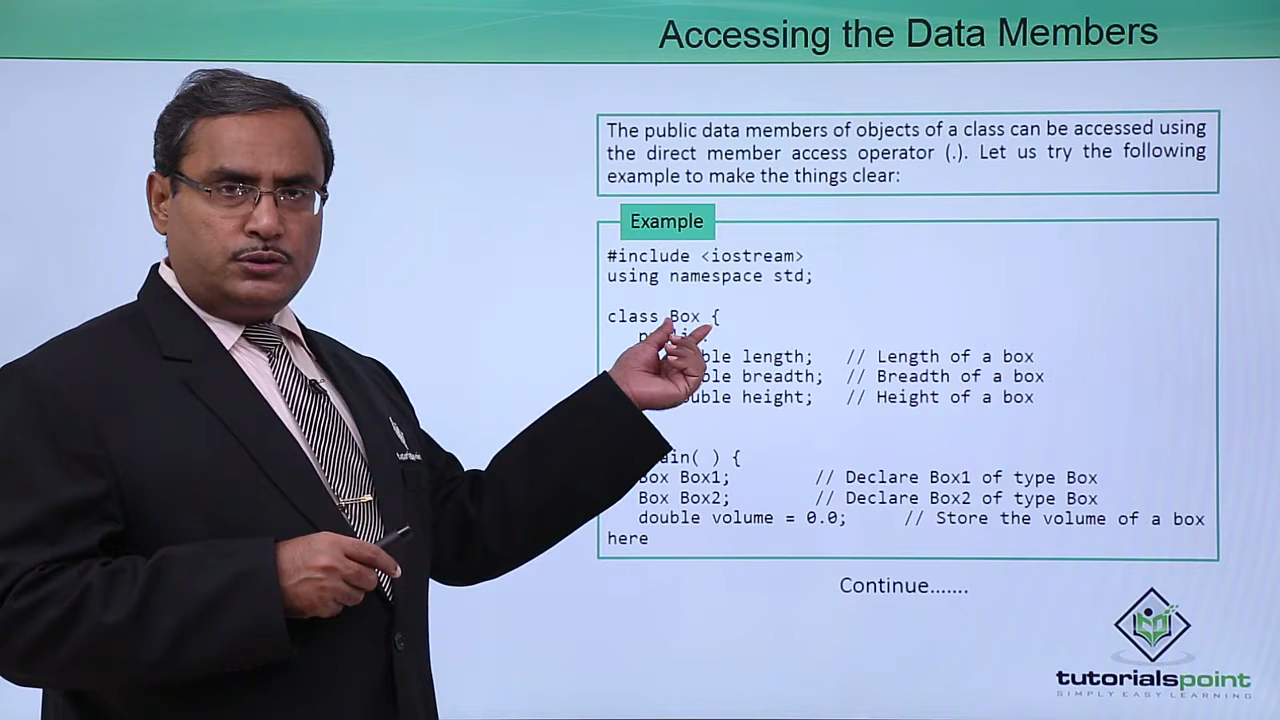 Accessing the Data Members
The public data members of objects of a class can be accessed using
the direct member access operator (.). Let us try the following
example to make the things clear:
Example
#include <iostream>
using namespace std;
class Box {
length; // Length of a box
breadth; // Breadth of a box
height; // Height of a box
( ) {
Box Box1; // Declare Box1 of type Box
Box Box2; // Declare Box2 of type Box
double volume = 0.0; // Store the volume of a box
here
Continue.......
tutorialspoint
SIMPLY EASY LEARNING